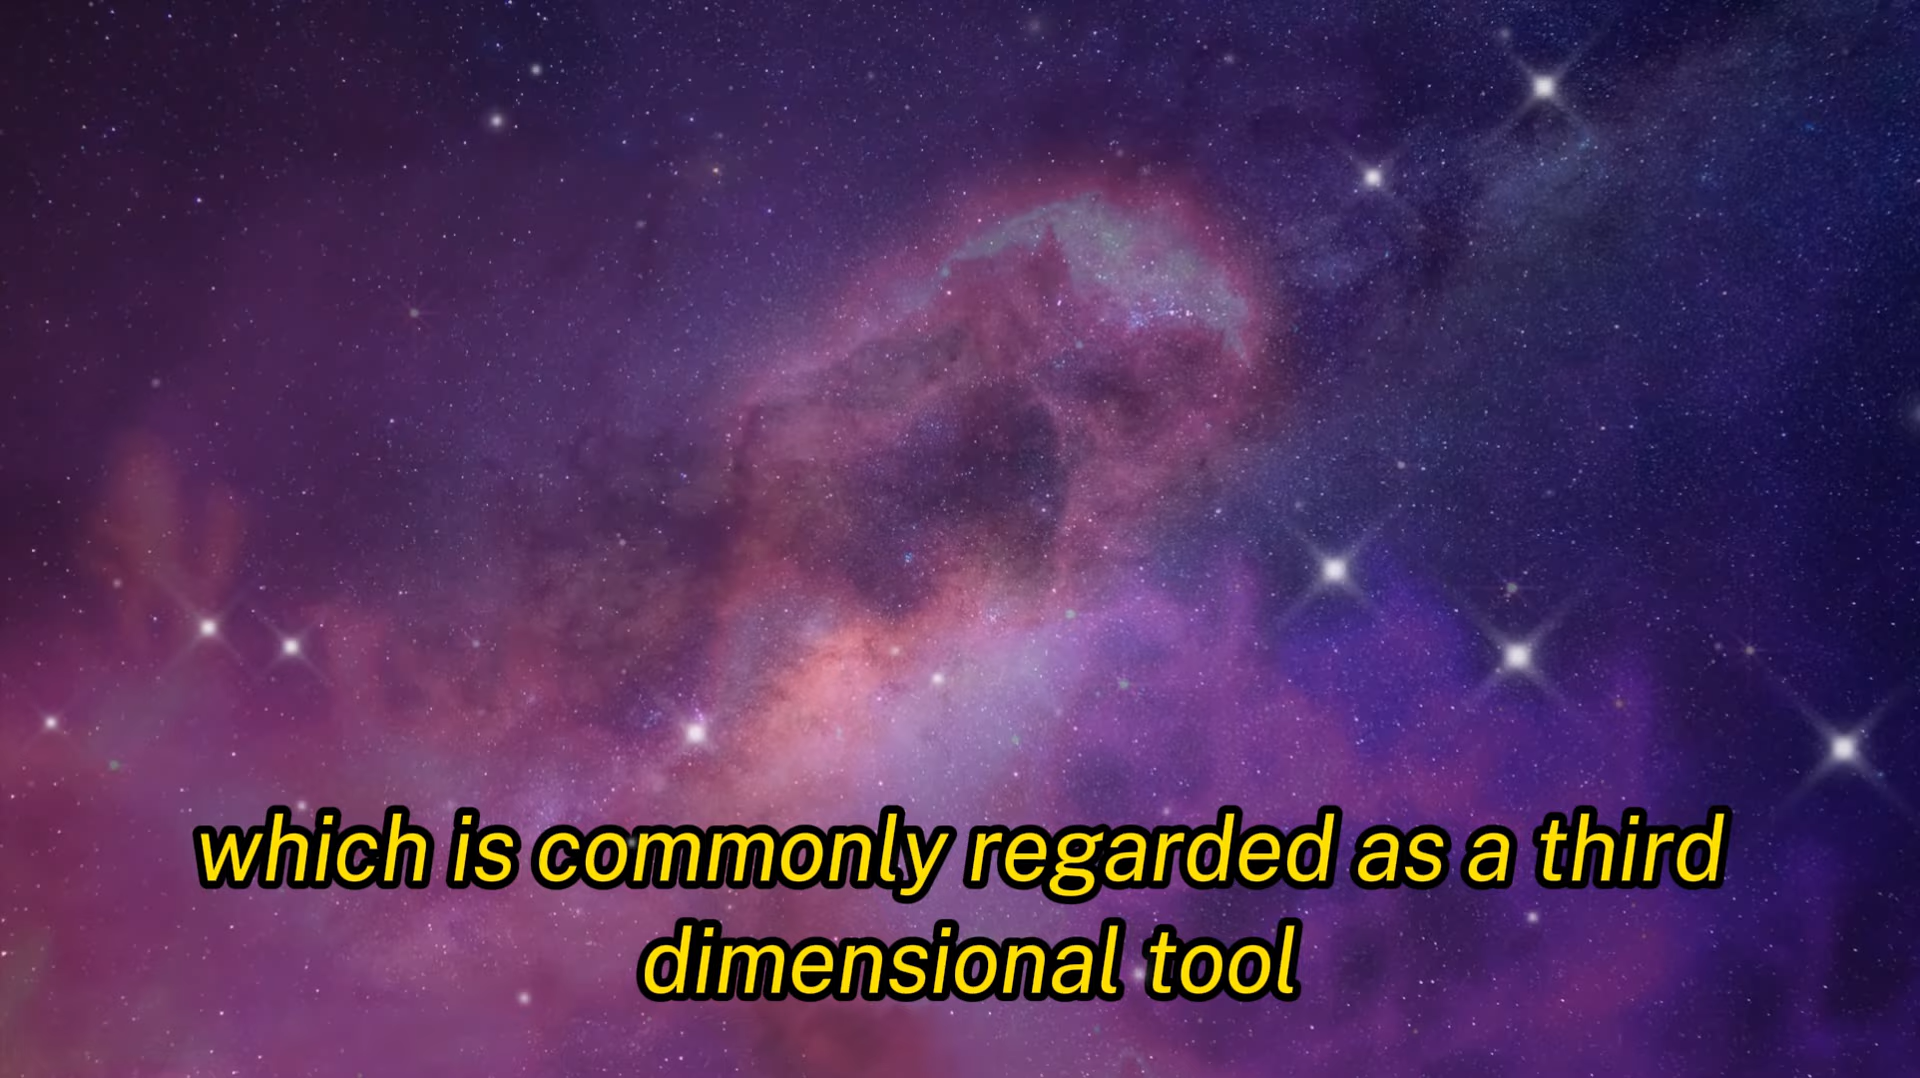 which is commonly regarded as a third
dimensional tool